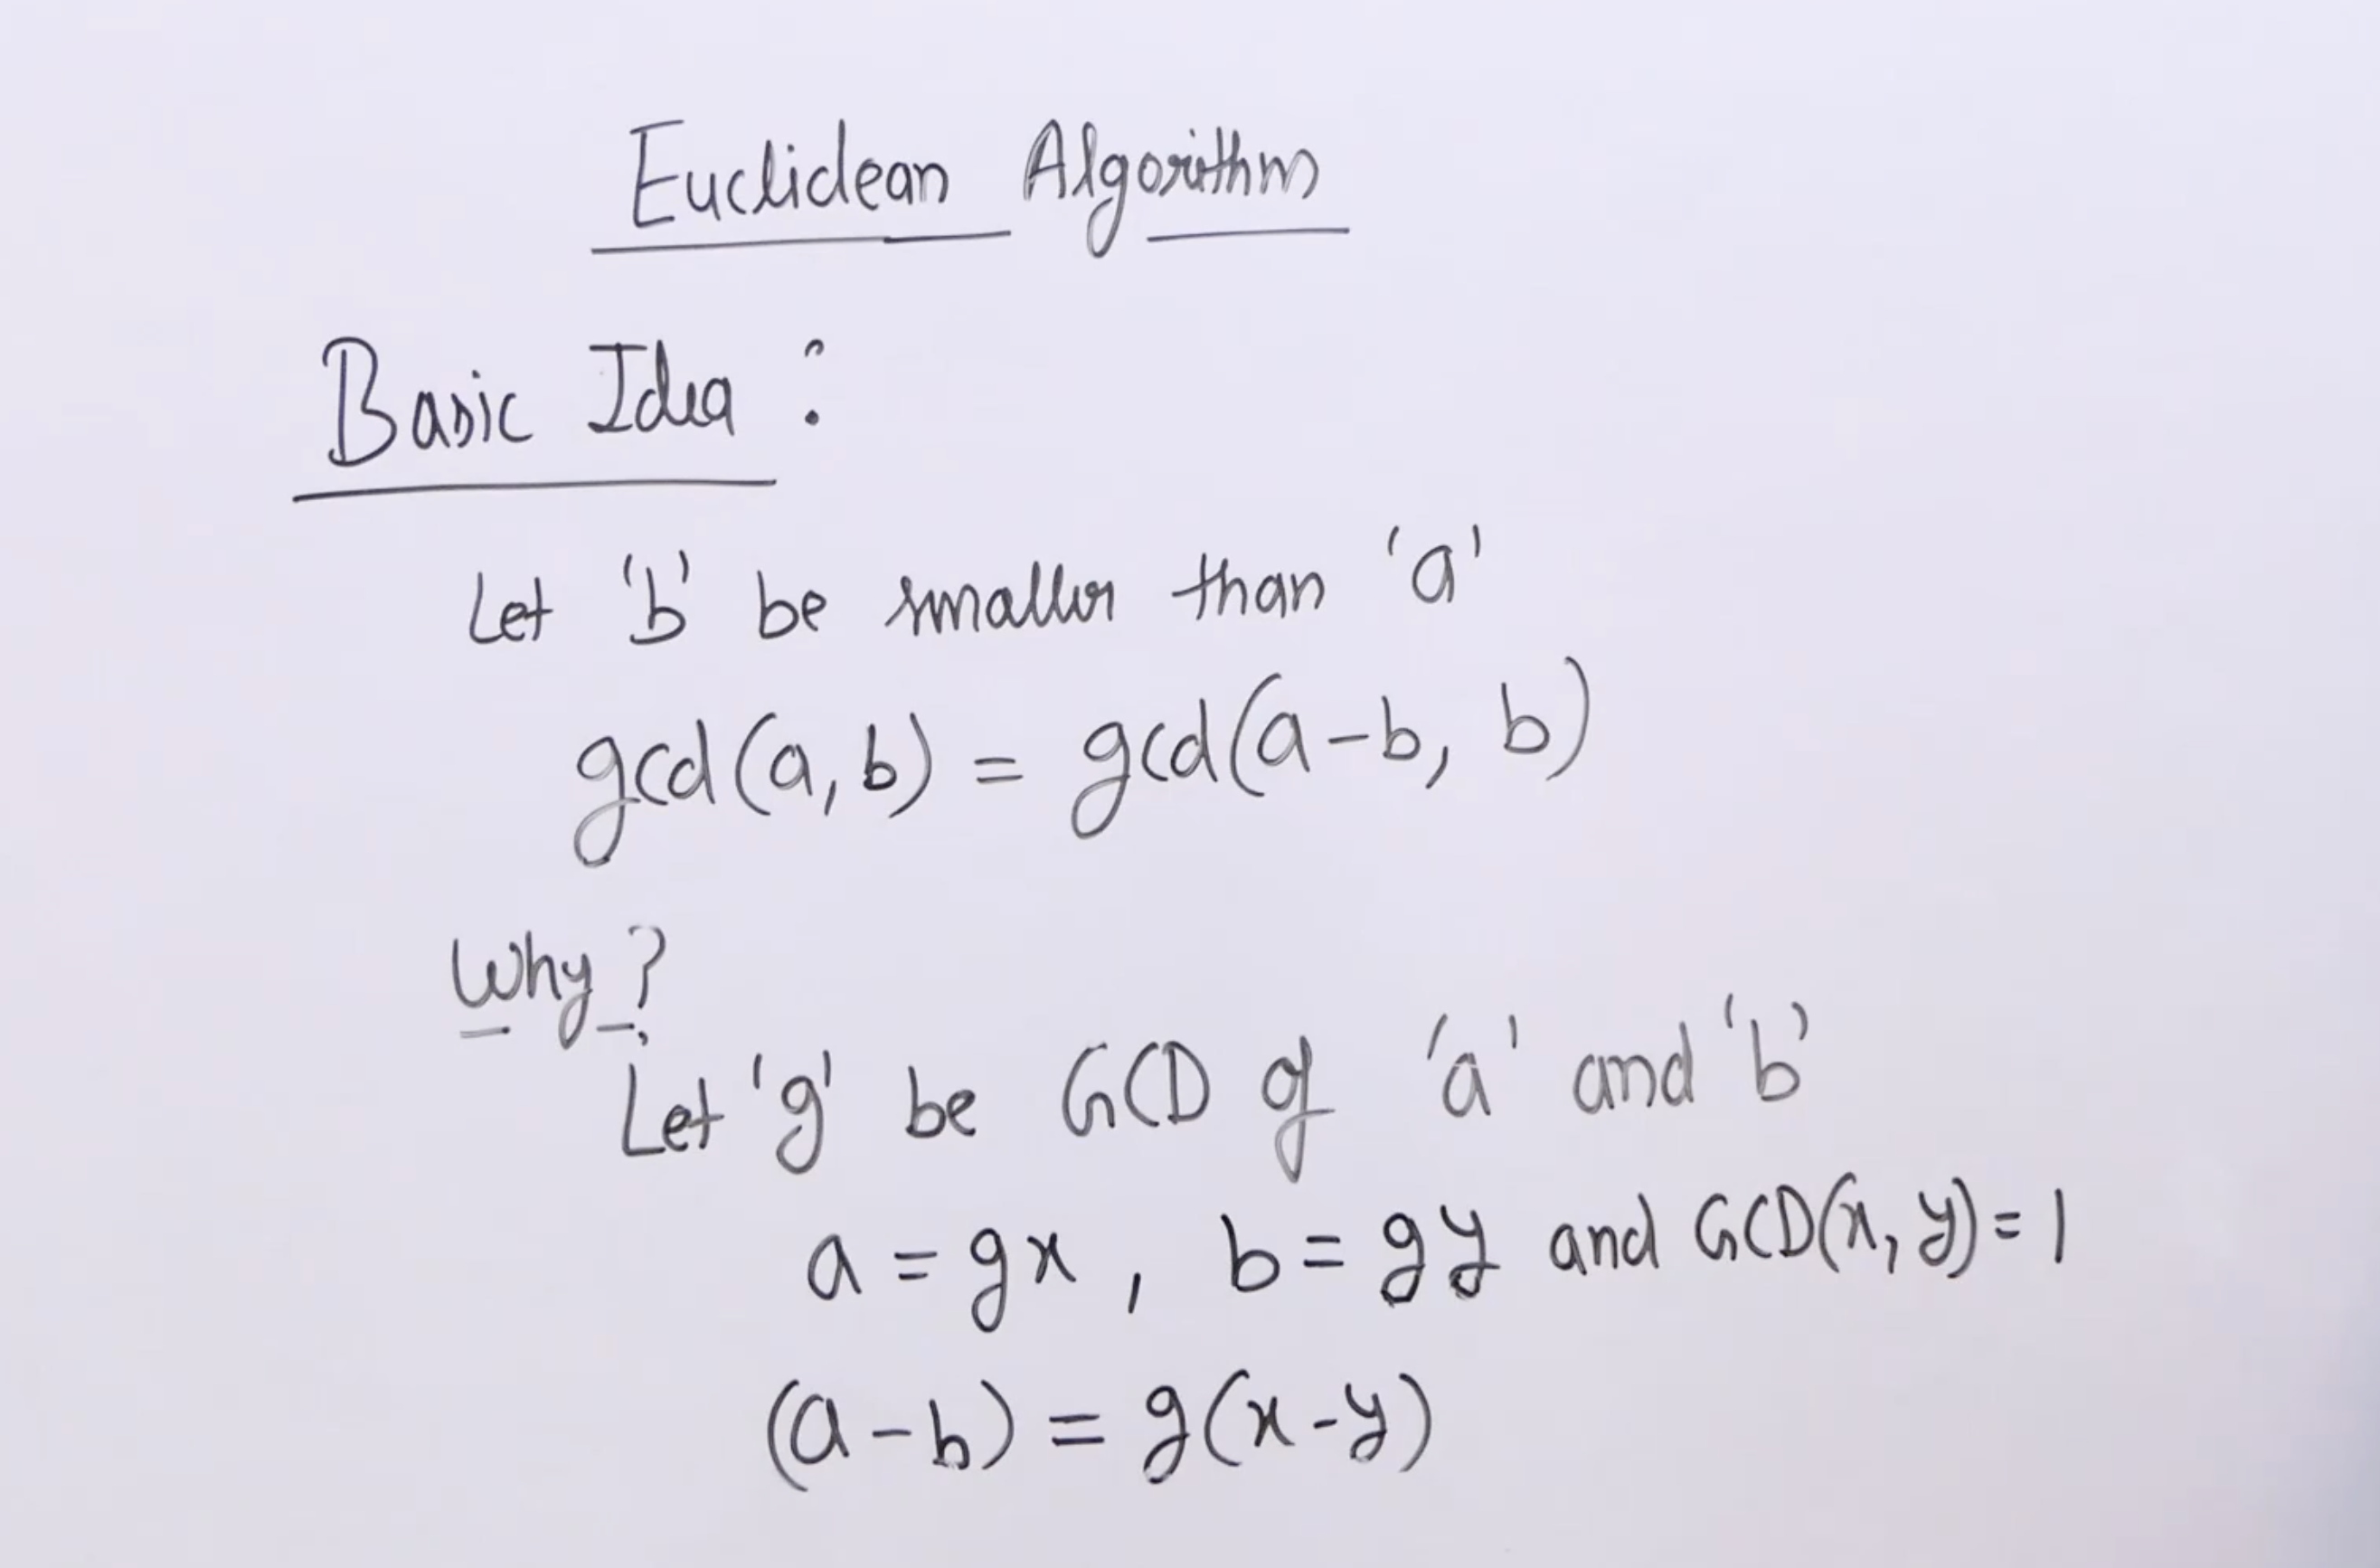 Euclidean Algorithm
Basic Idea :
Let 'b' be smaller than 'a'
gcd(a, b) = gcd(a-b, b)
Why?
Let 'g' be GCD of 'a' and 'b'
a = gx , b = gy and GCD(x, y) = 1
(a-b) = g(x-y)